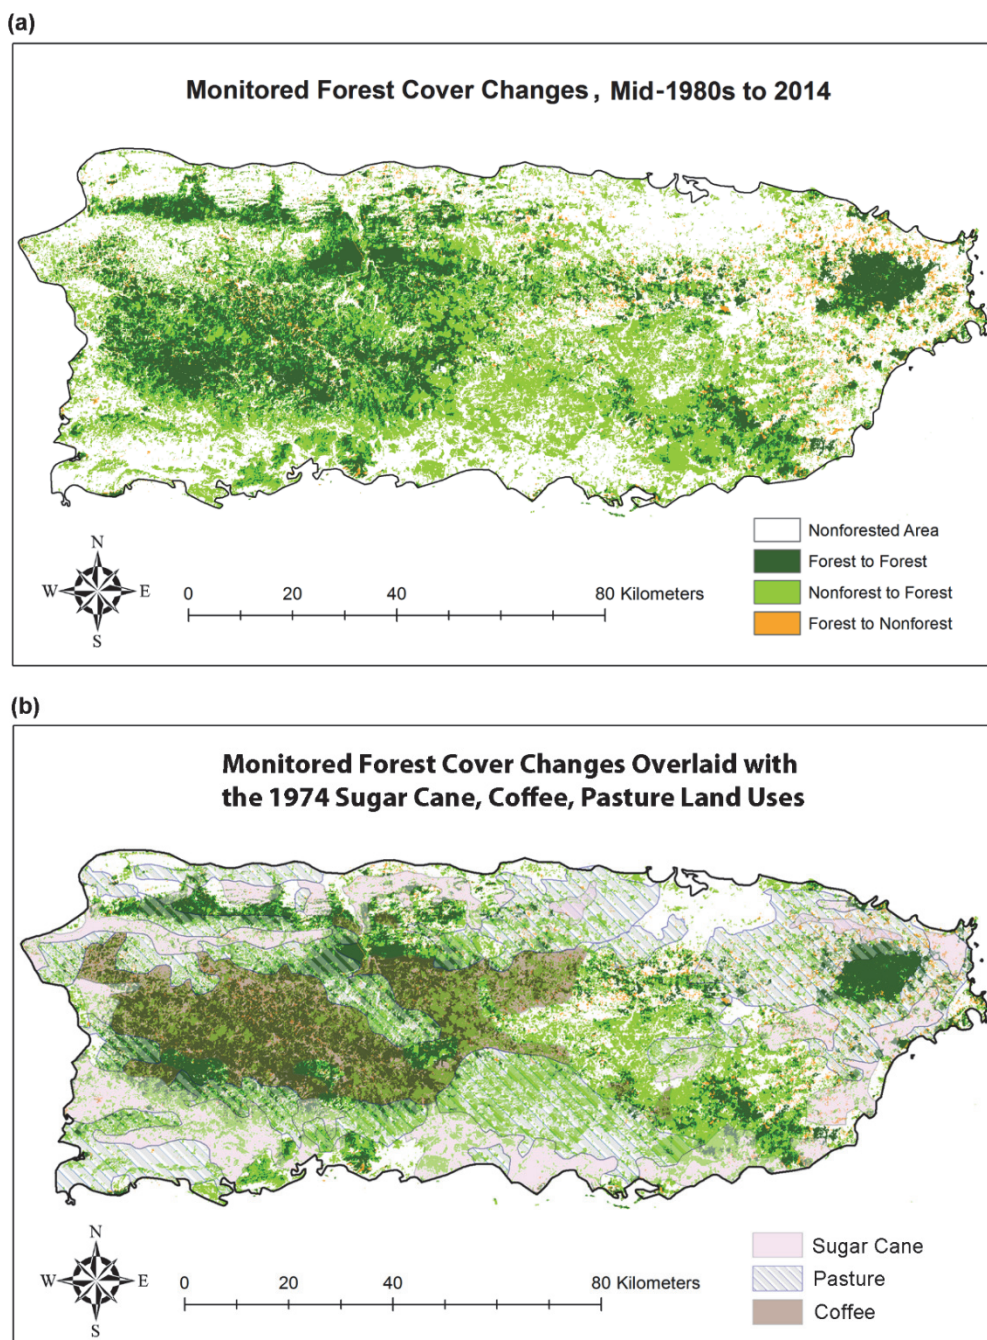 (a)
Monitored Forest Cover Changes , Mid-1980s to 2014
Nonforested Area
Forest to Forest
Nonforest to Forest
Forest to Nonforest
N
W E
S
0 20 40 80 Kilometers
(b)
Monitored Forest Cover Changes Overlaid with
the 1974 Sugar Cane, Coffee, Pasture Land Uses
Sugar Cane
Pasture
Coffee
N
W E
S
0 20 40 80 Kilometers